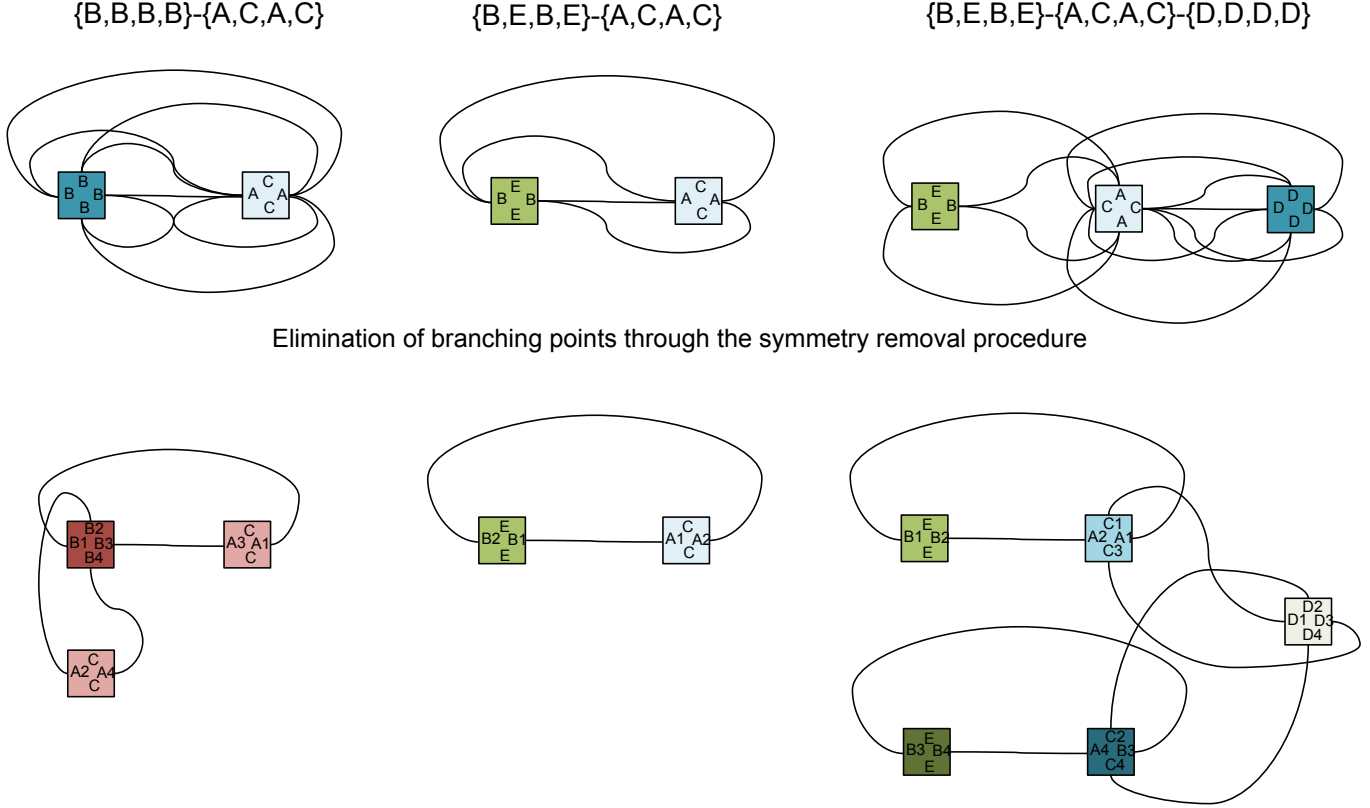 {B,B,B,B}-{A,C,A,C}
{B,E,B,E}-{A,C,A,C}
{B,E,B,E}-{A,C,A,C}-{D,D,D,D}
B
B B
B
C
A A
C
E
B B
E
C
A A
C
E
B B
E
A
C C
A
D
D D
D
Elimination of branching points through the symmetry removal procedure
B2
B1 B3
B4
C
A3 A1
C
C
A2 A4
C
E
B2 B1
E
C
A1 A2
C
E
B1 B2
E
C1
A2 A1
C3
D2
D1 D3
D4
E
B3 B4
E
C2
A4 B3
C4